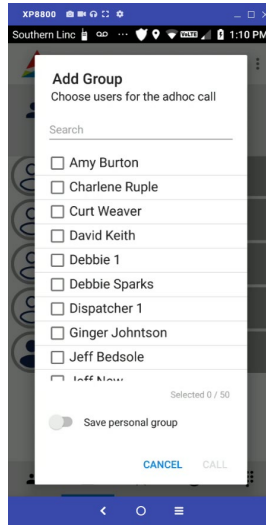 XP8800
Southern Linc ... VoLTE 1:10 PM
Add Group
Choose users for the adhoc call
Search
Amy Burton
Charlene Ruple
Curt Weaver
David Keith
Debbie 1
Debbie Sparks
Dispatcher 1
Ginger Johntson
Jeff Bedsole
Selected 0 / 50
Save personal group
CANCEL CALL